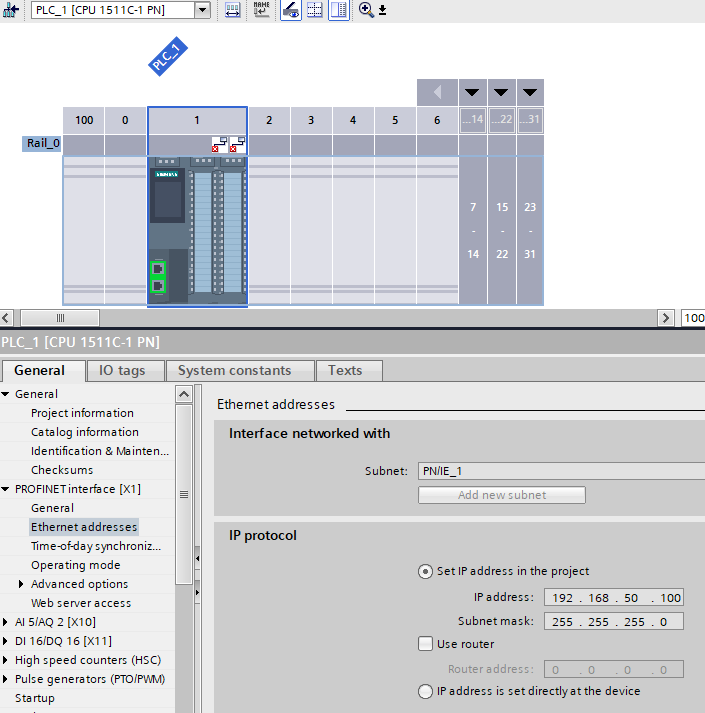 PLC_1 [CPU 1511C-1 PN]
NAME
PLC_1
100 0 1 2 3 4 5 6 ...14 ...22 ...31
Rail_0
SIEMENS
7 15 23
- - -
14 22 31
100
PLC_1 [CPU 1511C-1 PN]
General IO tags System constants Texts
General
Project information
Catalog information
Identification & Mainten...
Checksums
PROFINET interface [X1]
General
Ethernet addresses
Time-of-day synchroniz...
Operating mode
Advanced options
Web server access
AI 5/AQ 2 [X10]
DI 16/DQ 16 [X11]
High speed counters (HSC)
Pulse generators (PTO/PWM)
Startup
Ethernet addresses
Interface networked with
Subnet: PN/IE_1
Add new subnet
IP protocol
Set IP address in the project
IP address: 192 . 168 . 50 . 100
Subnet mask: 255 . 255 . 255 . 0
Use router
Router address: 0 . 0 . 0 . 0
IP address is set directly at the device